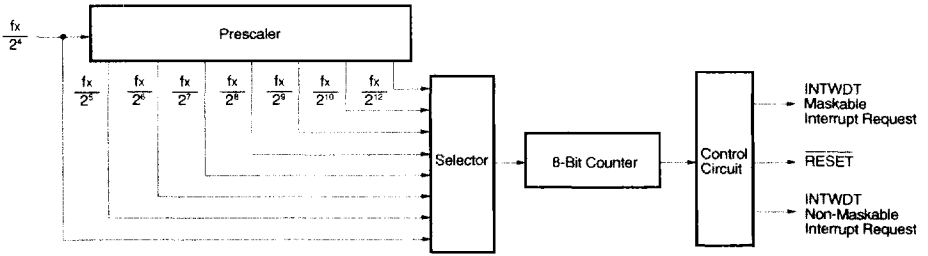 fx
2⁴
Prescaler
fx
2⁵
fx
2⁶
fx
2⁷
fx
2⁸
fx
2⁹
fx
2¹⁰
fx
2¹²
Selector
8-Bit Counter
Control
Circuit
INTWDT
Maskable
Interrupt Request
RESET
INTWDT
Non-Maskable
Interrupt Request